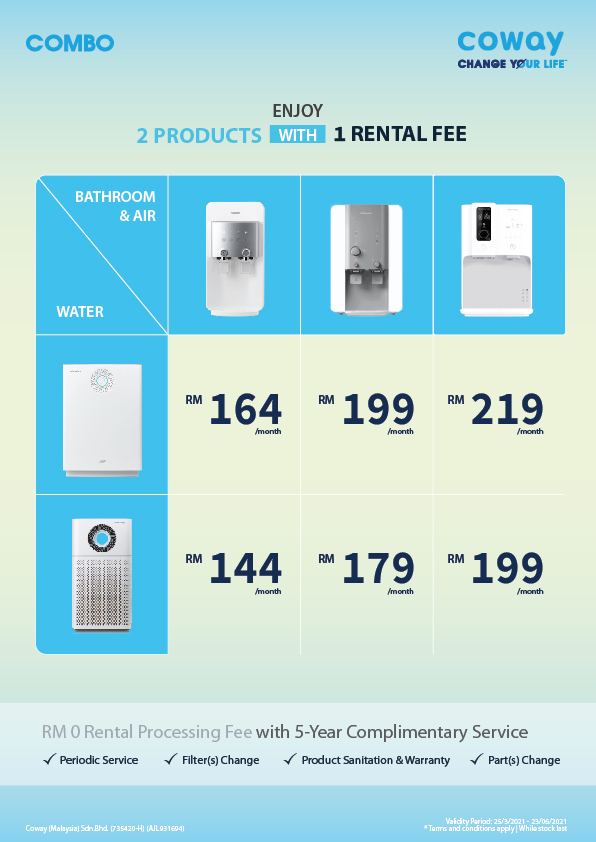 COMBO
coway
CHANGE YOUR LIFE
ENJOY
2 PRODUCTS WITH 1 RENTAL FEE
BATHROOM
& AIR
WATER
RM 164 /month
RM 199 /month
RM 219 /month
RM 144 /month
RM 179 /month
RM 199 /month
RM 0 Rental Processing Fee with 5-Year Complimentary Service
✓ Periodic Service ✓ Filter(s) Change ✓ Product Sanitation & Warranty ✓ Part(s) Change
Validity Period: 25/3/2021 - 23/06/2021
Coway (Malaysia) Sdn.Bhd. (735420-H) (AJL931694)
*Terms and conditions apply | While stock last